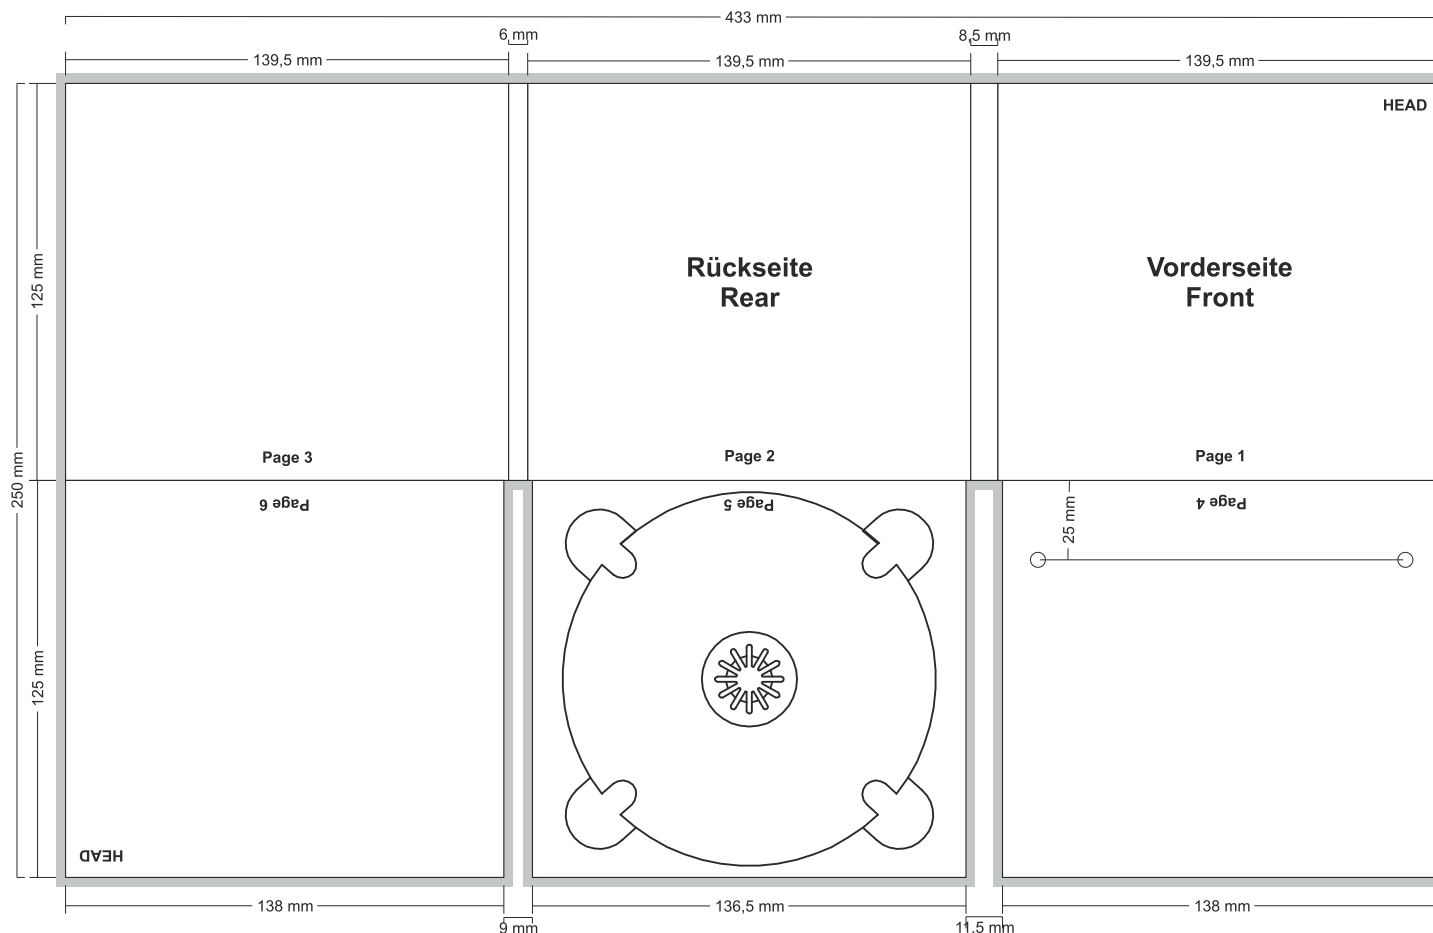 433 mm
6 mm
8,5 mm
139,5 mm
139,5 mm
139,5 mm
HEAD
125 mm
Rückseite
Rear
Vorderseite
Front
Page 3
Page 2
Page 1
250 mm
Page 6
Page 5
Page 4
25 mm
125 mm
HEAD
138 mm
136,5 mm
138 mm
9 mm
11,5 mm